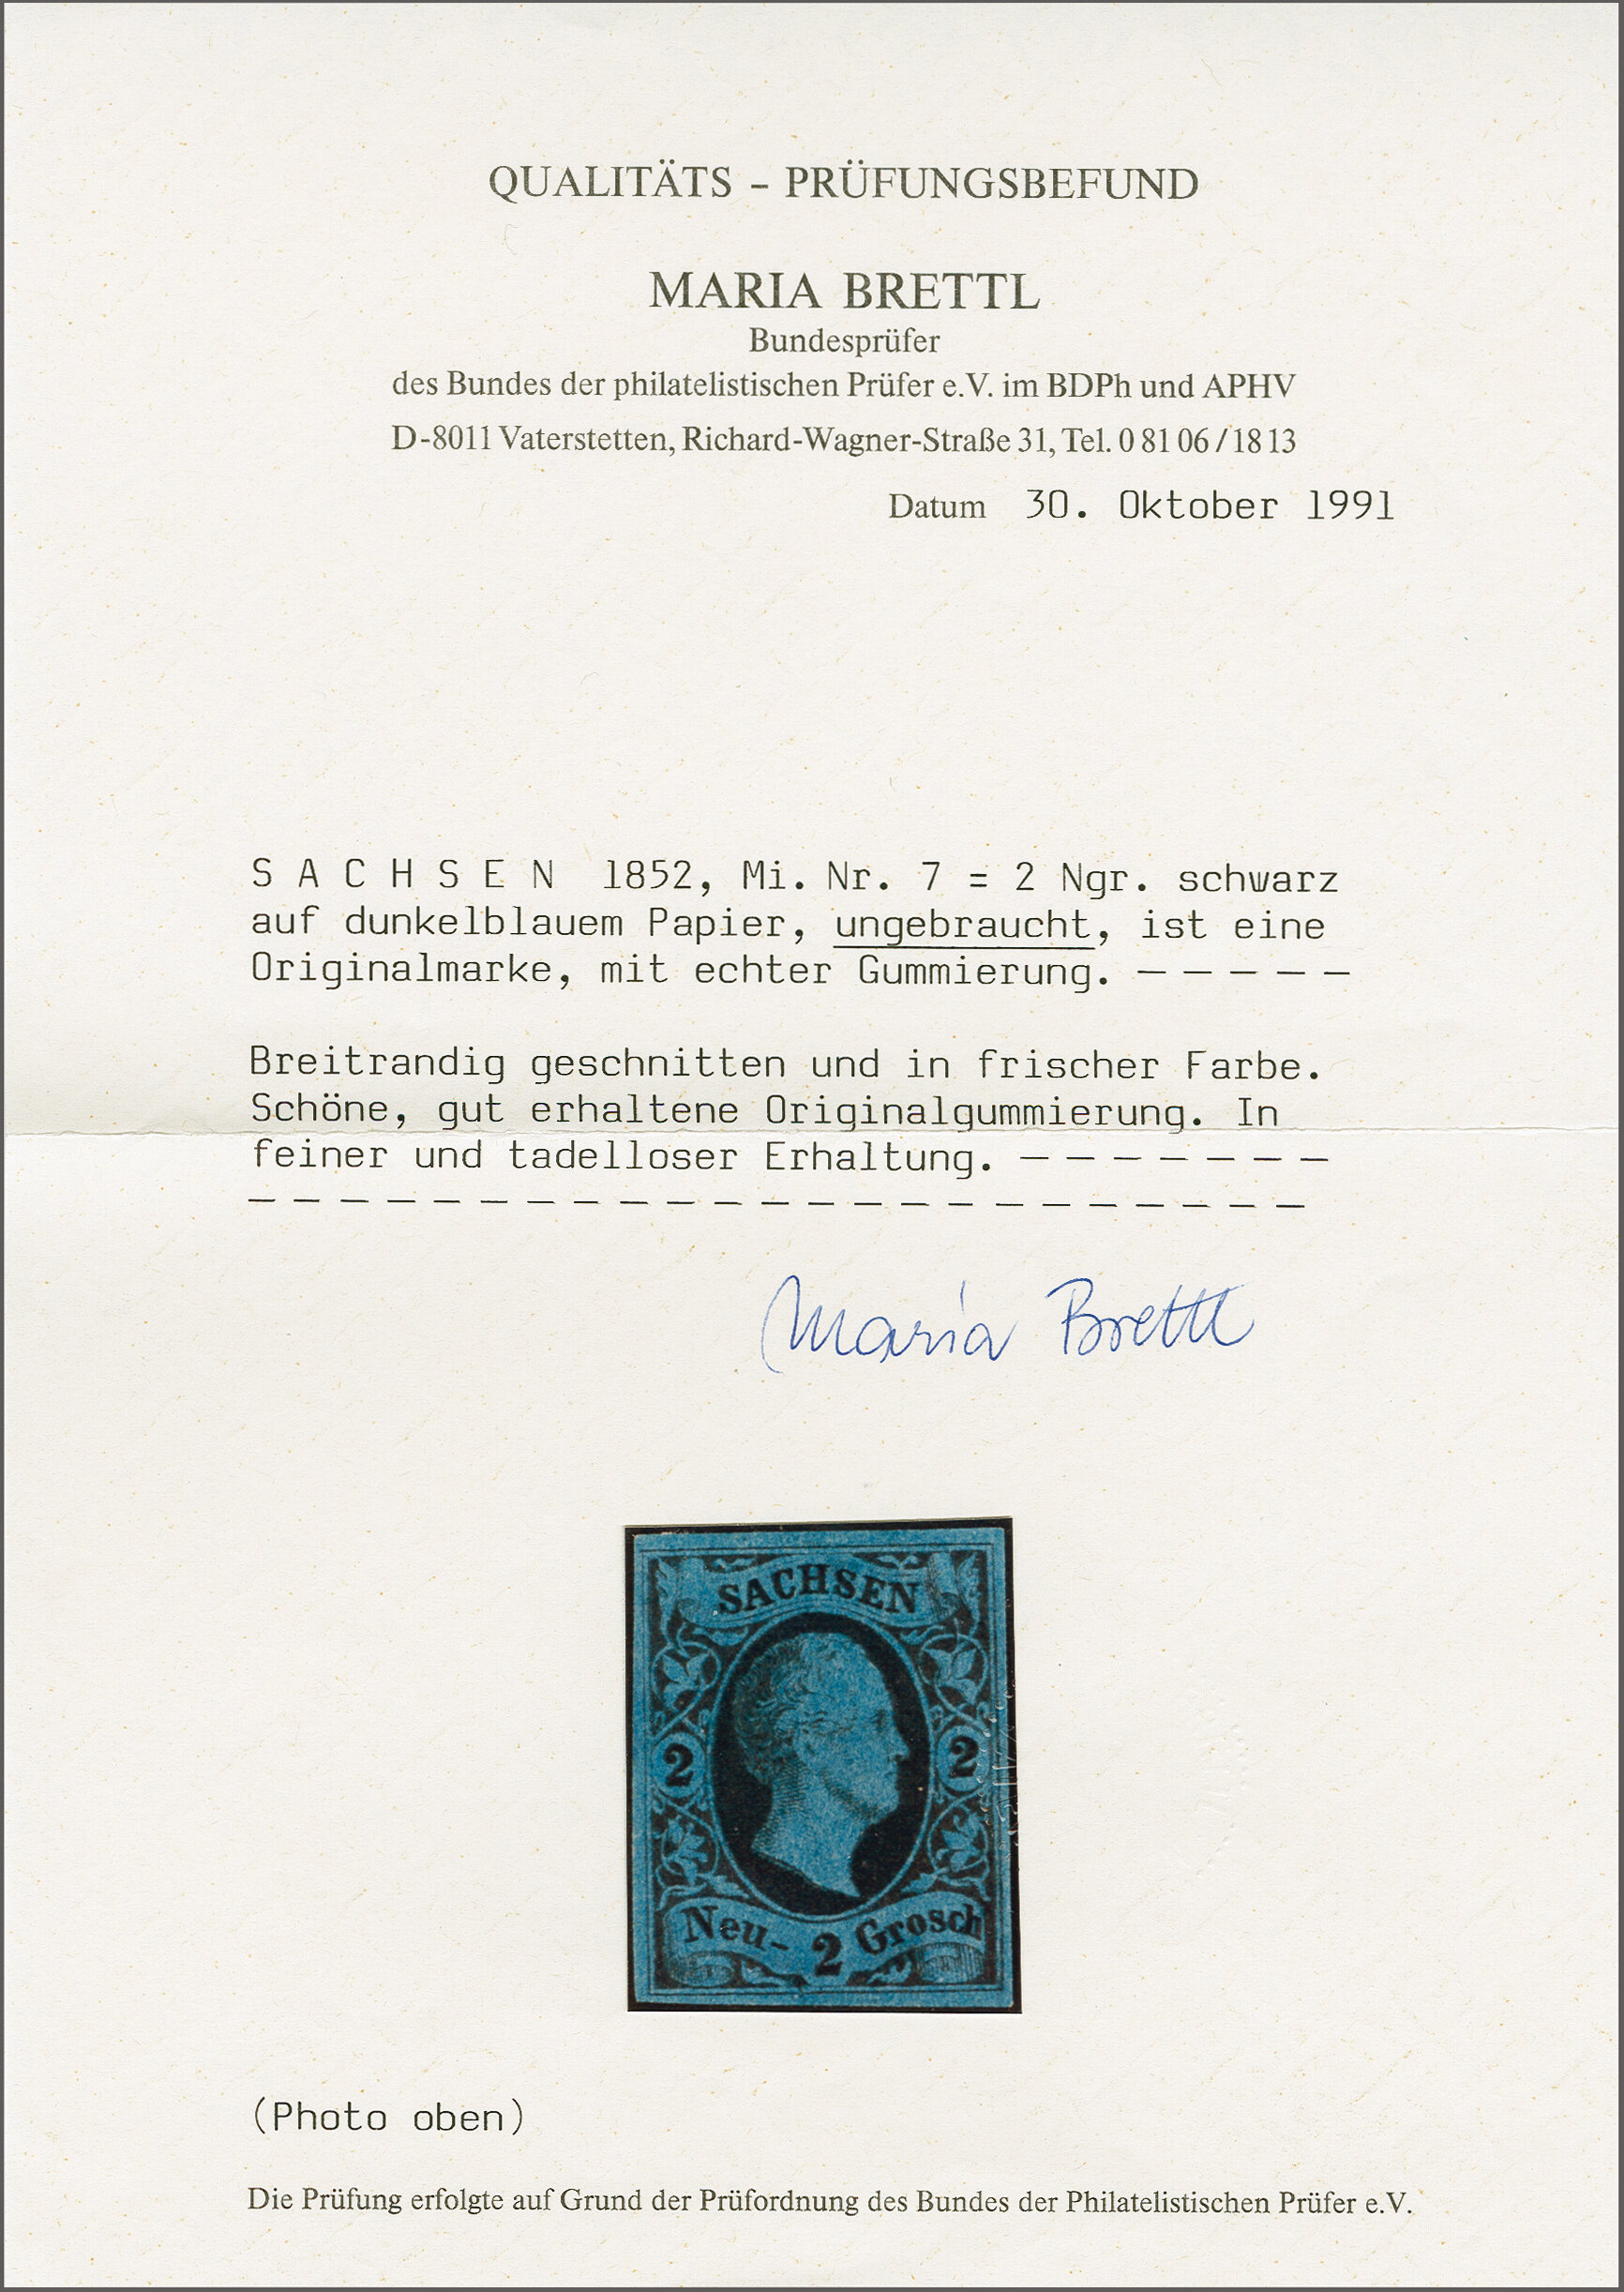 QUALITÄTS – PRÜFUNGSBEFUND
MARIA BRETTL
Bundesprüfer
des Bundes der philatelistischen Prüfer e.V. im BDPh und APHV
D-8011 Vaterstetten, Richard-Wagner-Straße 31, Tel. 0 81 06 / 18 13
Datum 30. Oktober 1991
S A C H S E N 1852, Mi. Nr. 7 = 2 Ngr. schwarz
auf dunkelblauem Papier, ungebraucht, ist eine
Originalmarke, mit echter Gummierung. — — — — —
Breitrandig geschnitten und in frischer Farbe.
Schöne, gut erhaltene Originalgummierung. In
feiner und tadelloser Erhaltung. — — — — — — —
— — — — — — — — — — — — — — — — — — — — — — —
Maria Brettl
SACHSEN
2 2
Neu- 2 Grosch
(Photo oben)
Die Prüfung erfolgte auf Grund der Prüfordnung des Bundes der Philatelistischen Prüfer e.V.